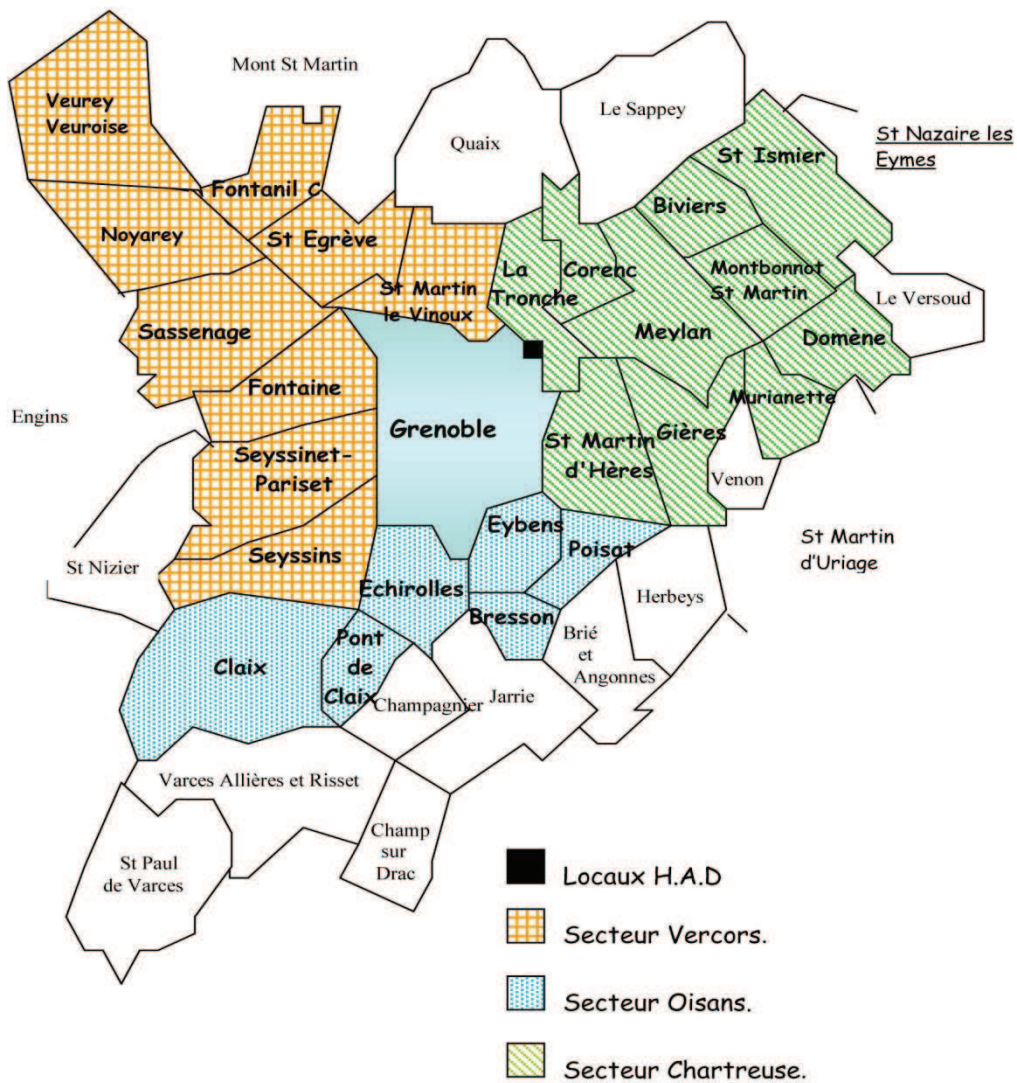 Mont St Martin
Veurey
Veuroise
Le Sappey
Quaix
St Nazaire les
Eymes
St Ismier
Fontanil C
Biviers
Noyarey
St Egrève
La
Tronche
Corenc
Montbonnot
St Martin
St Martin
le Vinoux
Le Versoud
Sassenage
Meylan
Domène
Fontaine
Murianette
Engins
Grenoble
St Martin
d'Hères
Gières
Seyssinet-
Pariset
Venon
Eybens
St Martin
d'Uriage
Poisat
Seyssins
St Nizier
Echirolles
Herbeys
Bresson
Brié
et
Angonnes
Claix
Pont
de
Claix
Champagnier
Jarrie
Varces Allières et Risset
Champ
sur
Drac
St Paul
de Varces
Locaux H.A.D
Secteur Vercors.
Secteur Oisans.
Secteur Chartreuse.